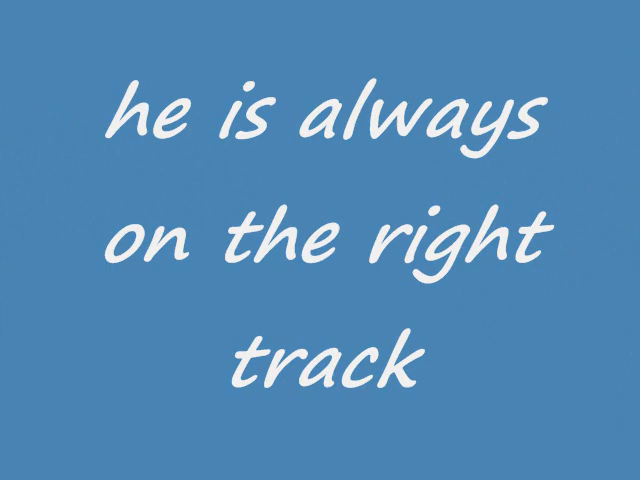 he is always
on the right
track